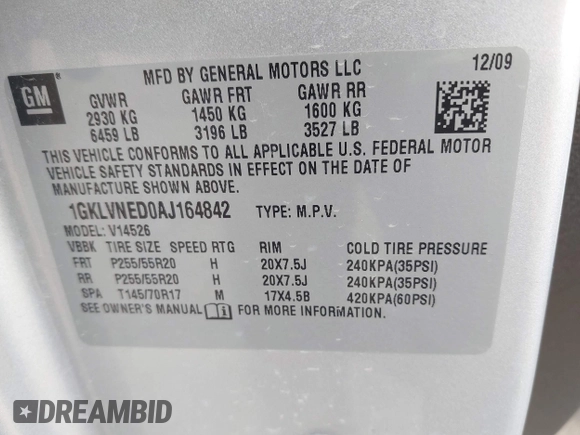 MFD BY GENERAL MOTORS LLC 12/09
GM
GVWR GAWR FRT GAWR RR
2930 KG 1450 KG 1600 KG
6459 LB 3196 LB 3527 LB
THIS VEHICLE CONFORMS TO ALL APPLICABLE U.S. FEDERAL MOTOR
VEHICLE SAFETY STANDARDS IN EFFECT ON THE DATE OF
MANUFACTURE SHOWN ABOVE.
1GKLVNED0AJ164842 TYPE: M.P.V.
MODEL: V14526
VBBK TIRE SIZE SPEED RTG RIM COLD TIRE PRESSURE
FRT P255/55R20 H 20X7.5J 240KPA(35PSI)
RR P255/55R20 H 20X7.5J 240KPA(35PSI)
SPA T145/70R17 M 17X4.5B 420KPA(60PSI)
SEE OWNER'S MANUAL FOR MORE INFORMATION.
DREAMBID